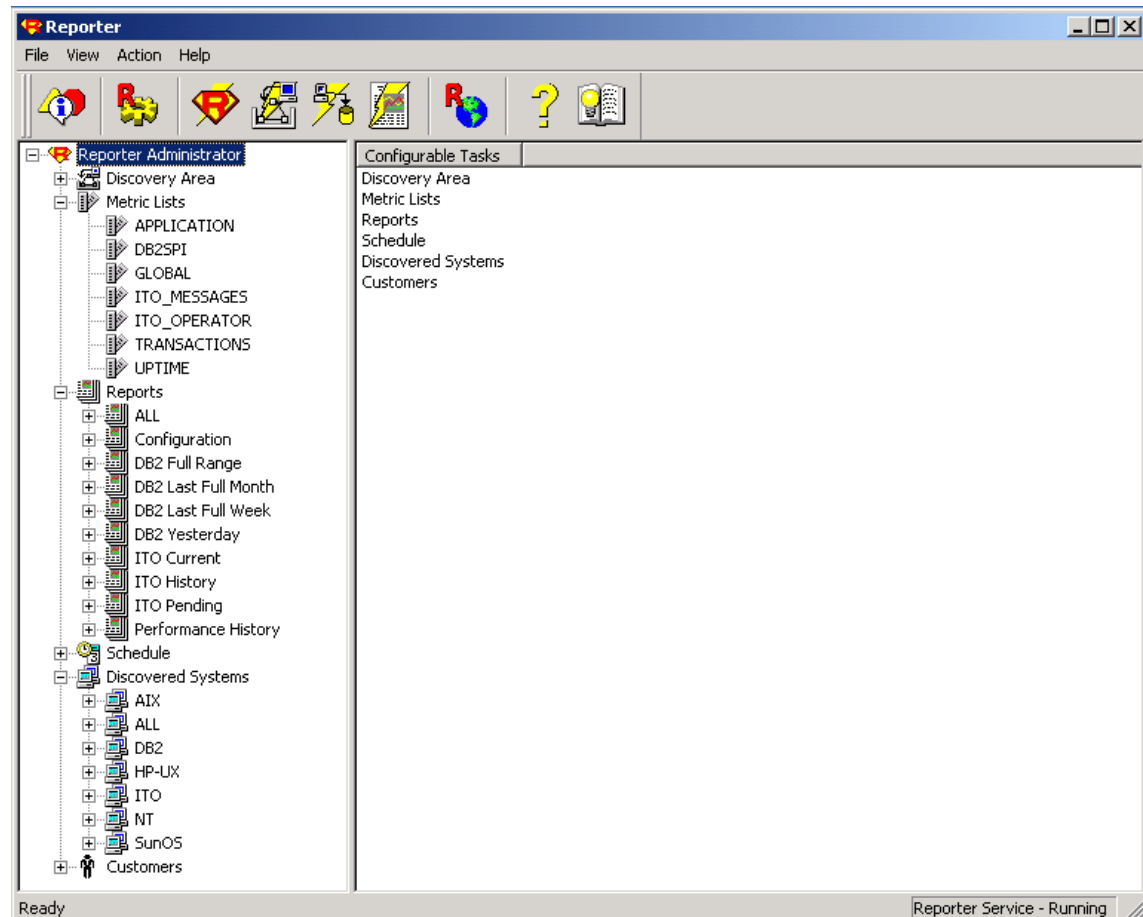 Reporter
File View Action Help
Reporter Administrator
Discovery Area
Metric Lists
APPLICATION
DB2SPI
GLOBAL
ITO_MESSAGES
ITO_OPERATOR
TRANSACTIONS
UPTIME
Reports
ALL
Configuration
DB2 Full Range
DB2 Last Full Month
DB2 Last Full Week
DB2 Yesterday
ITO Current
ITO History
ITO Pending
Performance History
Schedule
Discovered Systems
AIX
ALL
DB2
HP-UX
ITO
NT
SunOS
Customers
Configurable Tasks
Discovery Area
Metric Lists
Reports
Schedule
Discovered Systems
Customers
Ready
Reporter Service - Running